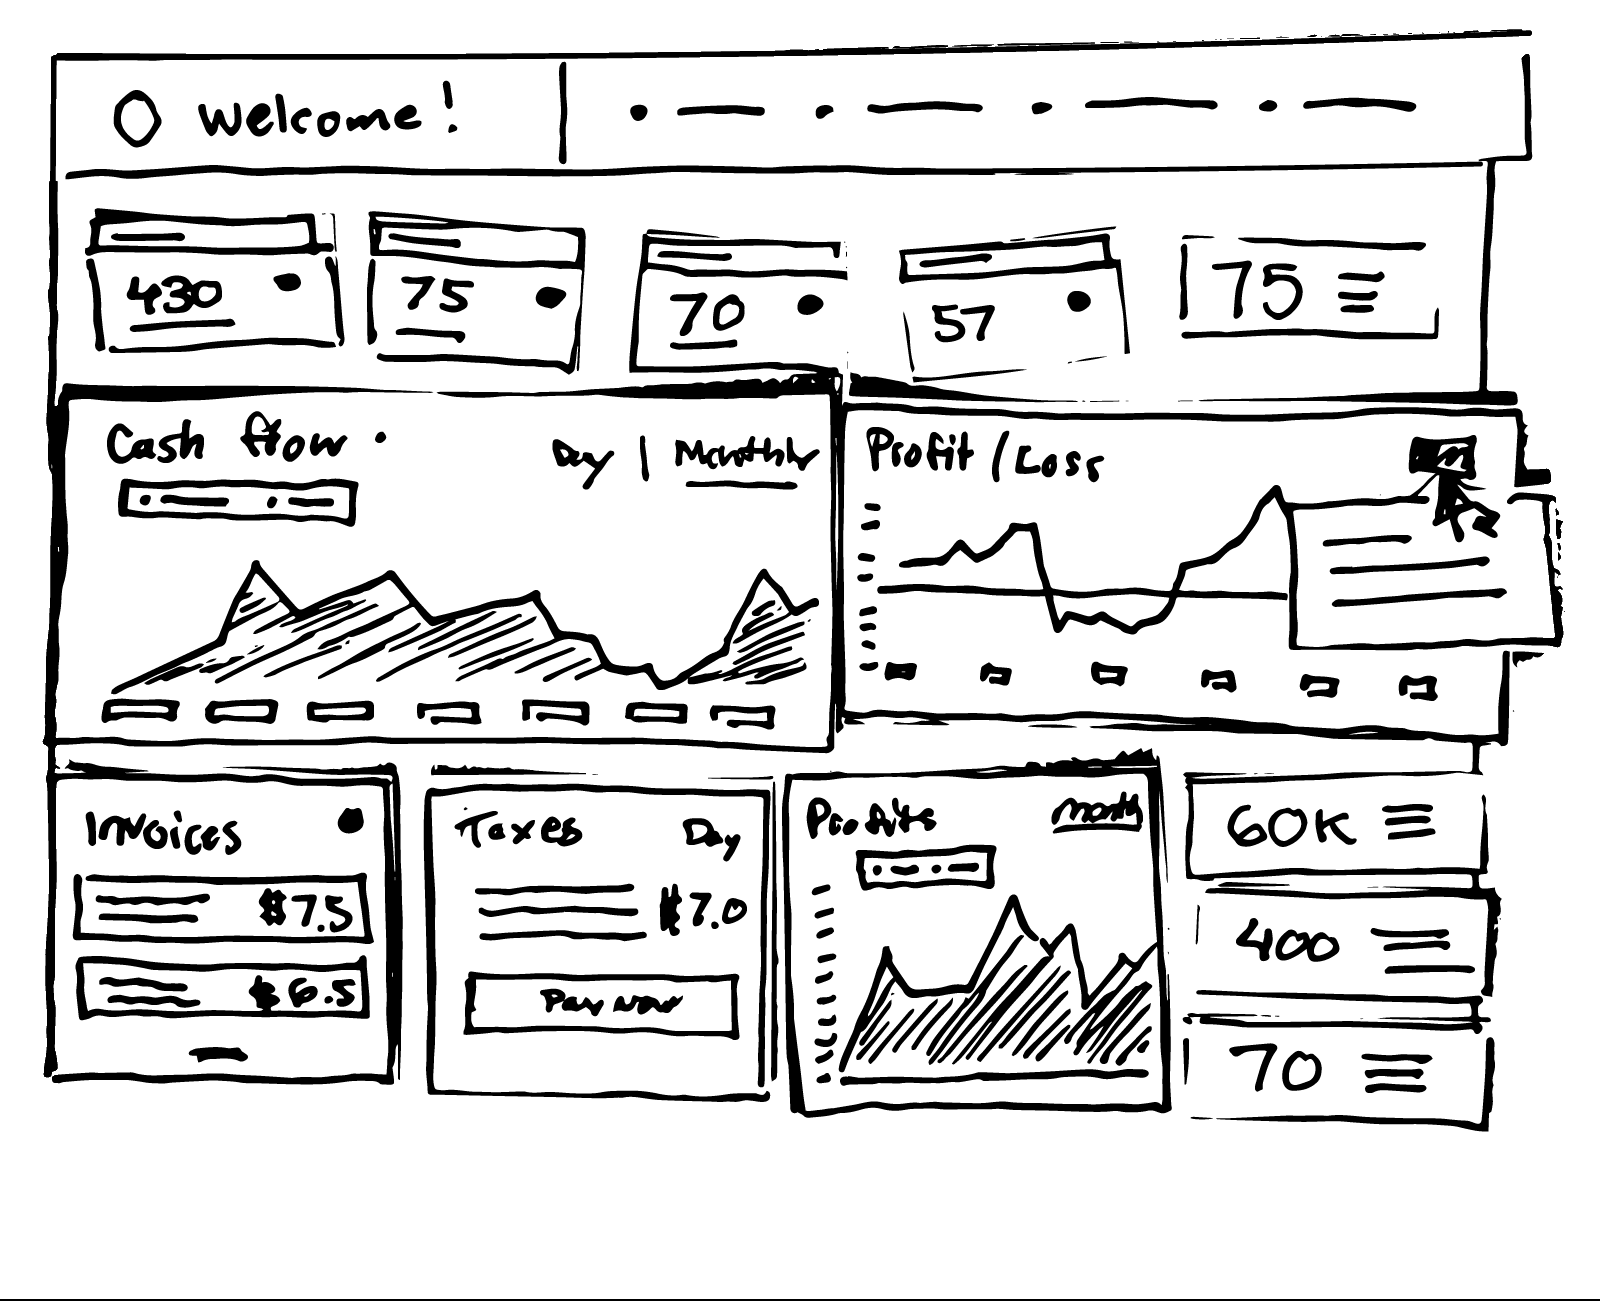 Welcome!
430
75
70
57
75
Cash flow
Day | Monthly
Profit / Loss
Invoices
$7.5
$6.5
Taxes
Day
$7.0
Pay now
Profits
month
60K
400
70